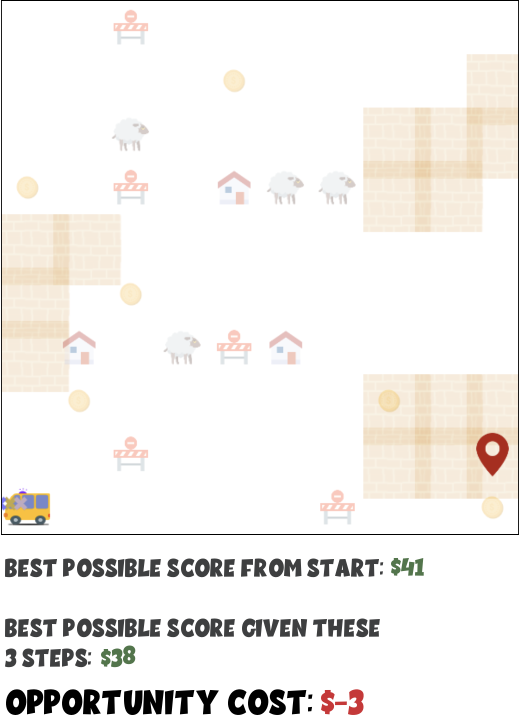 BEST POSSIBLE SCORE FROM START: $41
BEST POSSIBLE SCORE GIVEN THESE
3 STEPS: $38
OPPORTUNITY COST: $-3